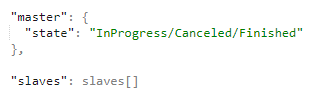 "master": {
"state": "InProgress/Canceled/Finished"
},
"slaves": slaves[]